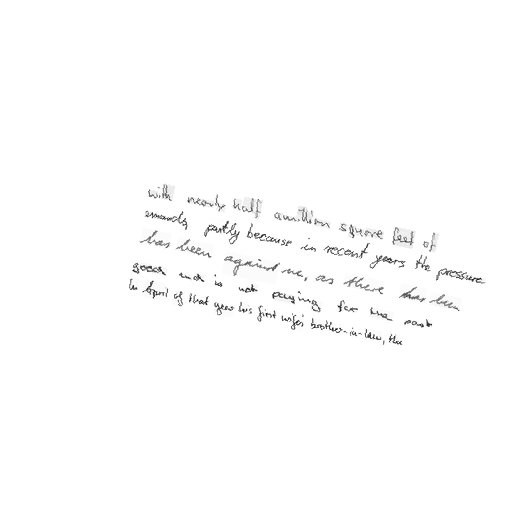 with nearly half a million square feet of
partly because in recent years the pressure
has been against me, as there has been
good and is not paying for the
In April of that year his first wife's brother-in-law, the